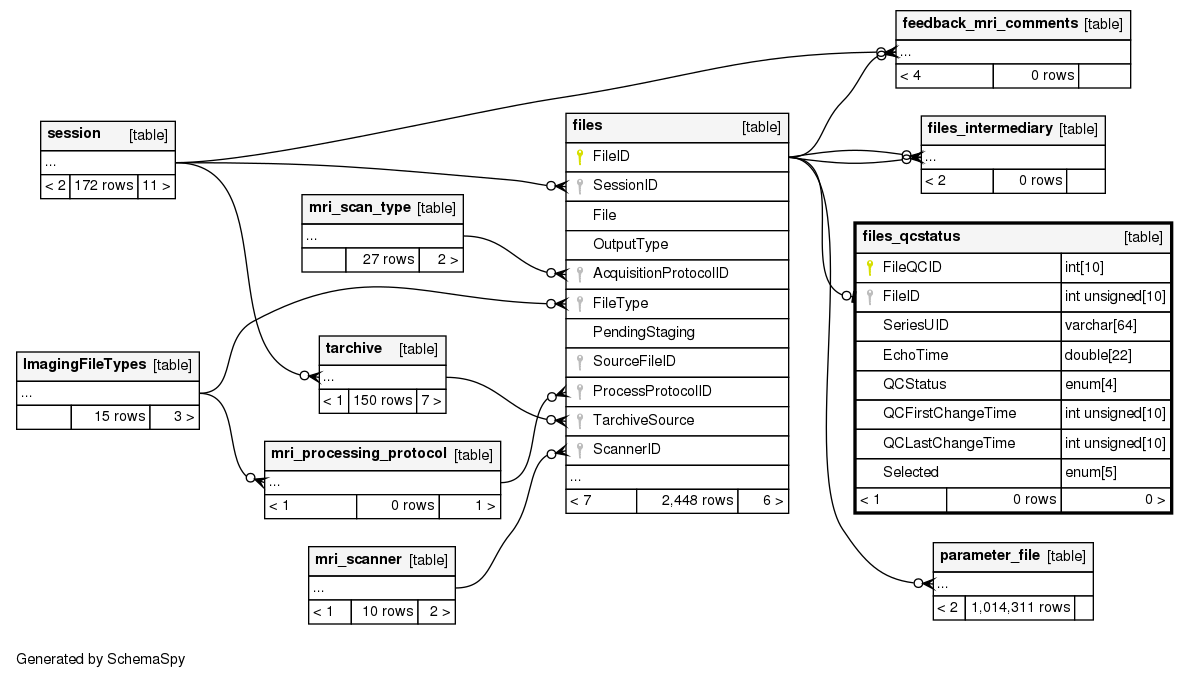 feedback_mri_comments [table]
...
< 4 0 rows
session [table]
...
< 2 172 rows 11 >
files [table]
FileID
SessionID
File
OutputType
AcquisitionProtocolID
FileType
PendingStaging
SourceFileID
ProcessProtocolID
TarchiveSource
ScannerID
...
< 7 2,448 rows 6 >
files_intermediary [table]
...
< 2 0 rows
mri_scan_type [table]
...
27 rows 2 >
files_qcstatus [table]
FileQCID int[10]
FileID int unsigned[10]
SeriesUID varchar[64]
EchoTime double[22]
QCStatus enum[4]
QCFirstChangeTime int unsigned[10]
QCLastChangeTime int unsigned[10]
Selected enum[5]
< 1 0 rows 0 >
tarchive [table]
...
< 1 150 rows 7 >
ImagingFileTypes [table]
...
15 rows 3 >
mri_processing_protocol [table]
...
< 1 0 rows 1 >
mri_scanner [table]
...
< 1 10 rows 2 >
parameter_file [table]
...
< 2 1,014,311 rows
Generated by SchemaSpy